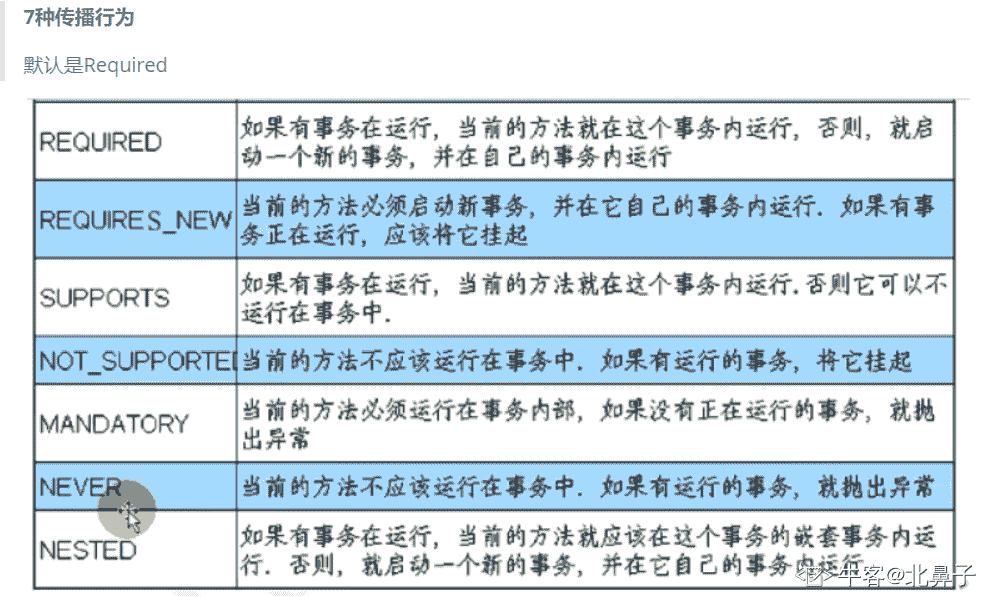 7种传播行为
默认是Required
REQUIRED
如果有事务在运行，当前的方法就在这个事务内运行，否则，就启
动一个新的事务，并在自己的事务内运行
REQUIRES_NEW
当前的方法必须启动新事务，并在它自己的事务内运行. 如果有事
务正在运行，应该将它挂起
SUPPORTS
如果有事务在运行，当前的方法就在这个事务内运行.否则它可以不
运行在事务中.
NOT_SUPPORTED
当前的方法不应该运行在事务中. 如果有运行的事务，将它挂起
MANDATORY
当前的方法必须运行在事务内部，如果没有正在运行的事务，就抛
出异常
NEVER
当前的方法不应该运行在事务中. 如果有运行的事务，就抛出异常
NESTED
如果有事务在运行，当前的方法就应该在这个事务的嵌套事务内运
行. 否则，就启动一个新的事务，并在它自己的事务内运行
牛客@北鼻子